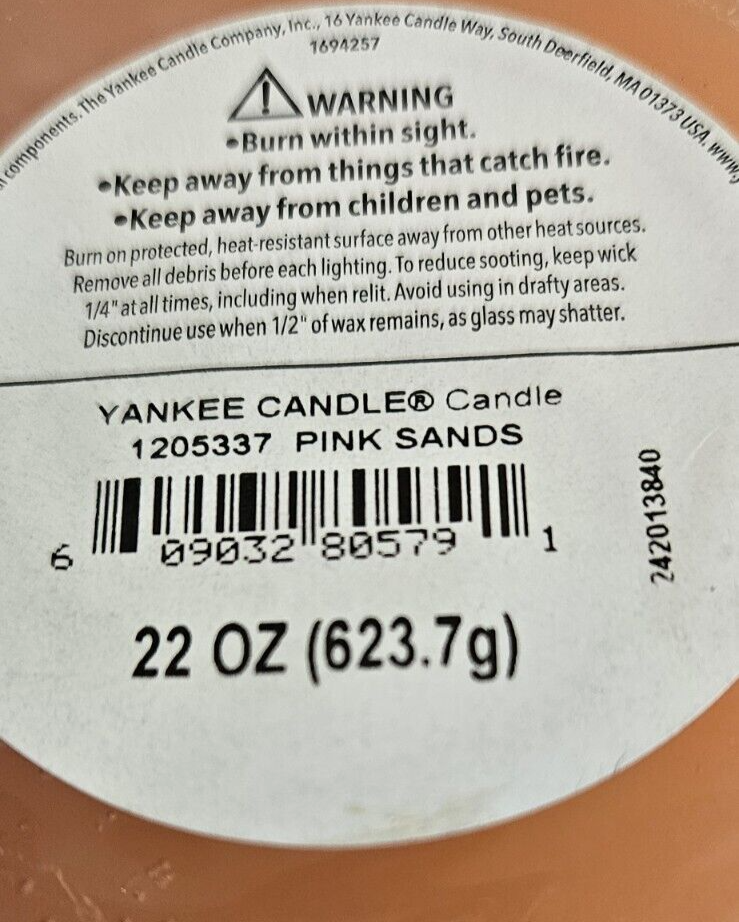 components. The Yankee Candle Company, Inc., 16 Yankee Candle Way, South Deerfield, MA 01373 USA. www.
1694257
WARNING
•Burn within sight.
•Keep away from things that catch fire.
•Keep away from children and pets.
Burn on protected, heat-resistant surface away from other heat sources.
Remove all debris before each lighting. To reduce sooting, keep wick
1/4" at all times, including when relit. Avoid using in drafty areas.
Discontinue use when 1/2" of wax remains, as glass may shatter.
YANKEE CANDLE® Candle
1205337 PINK SANDS
6 09032 80579 1
242013840
22 OZ (623.7g)